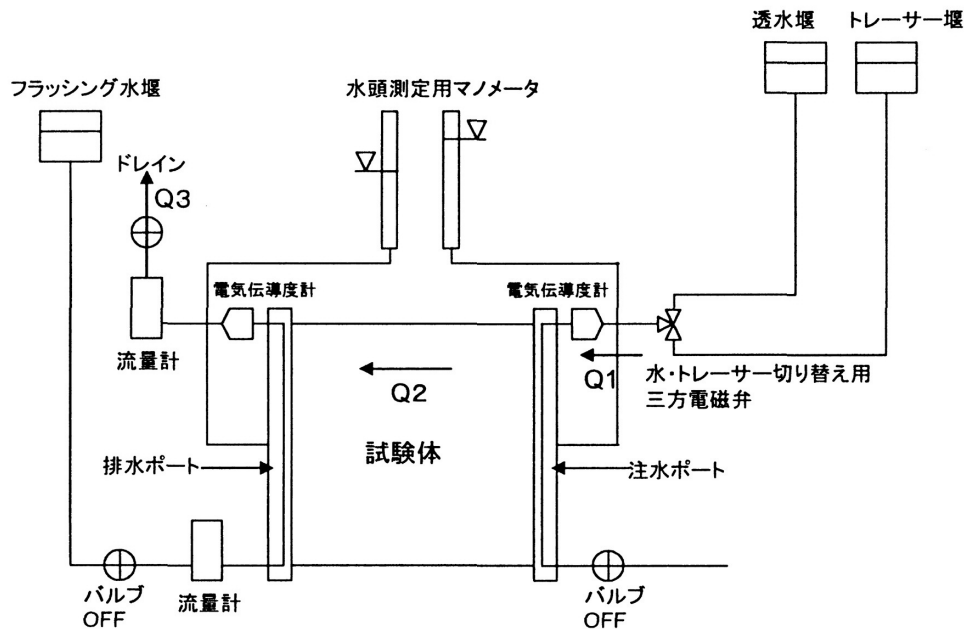 透水堰
トレーサー堰
フラッシング水堰
水頭測定用マノメータ
ドレイン
Q3
電気伝導度計
電気伝導度計
流量計
Q2
Q1
水・トレーサー切り替え用
三方電磁弁
試験体
排水ポート
注水ポート
バルブ
OFF
流量計
バルブ
OFF